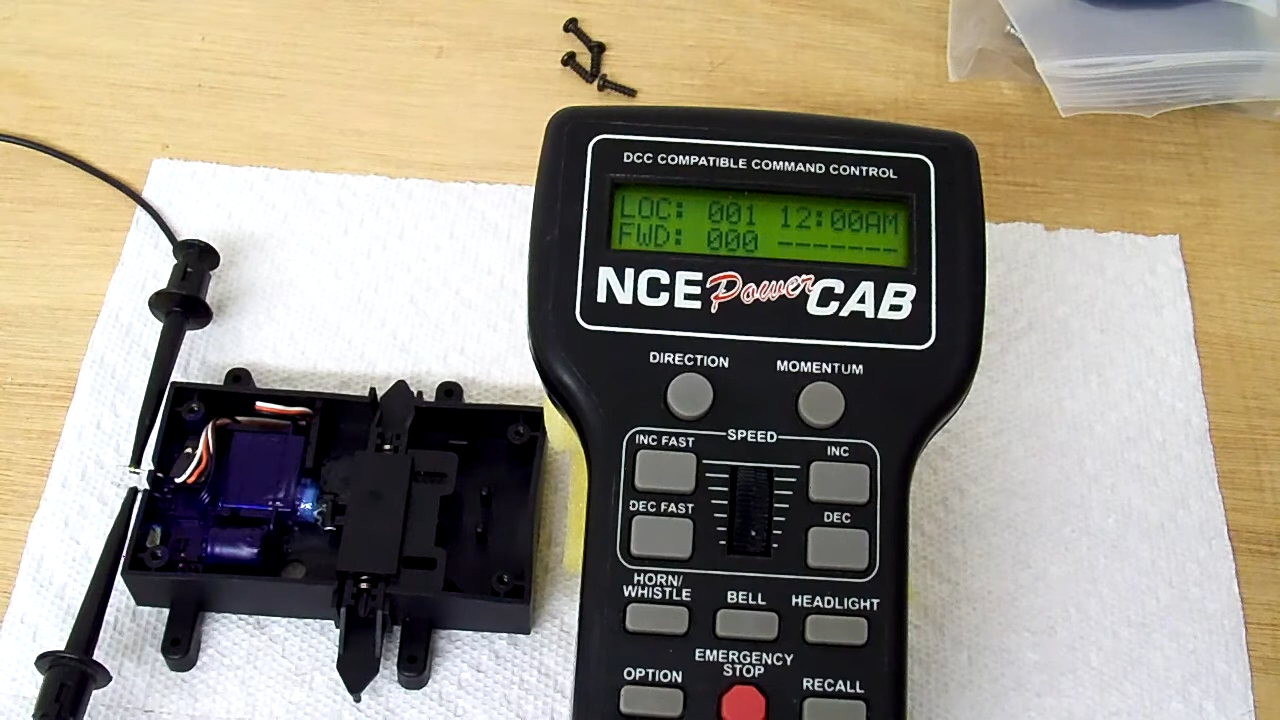 DCC COMPATIBLE COMMAND CONTROL
LOC: 001 12:00AM
FWD: 000 -------
NCE Power CAB
DIRECTION
MOMENTUM
SPEED
INC FAST
INC
DEC FAST
DEC
HORN/
WHISTLE
BELL
HEADLIGHT
EMERGENCY
STOP
OPTION
RECALL